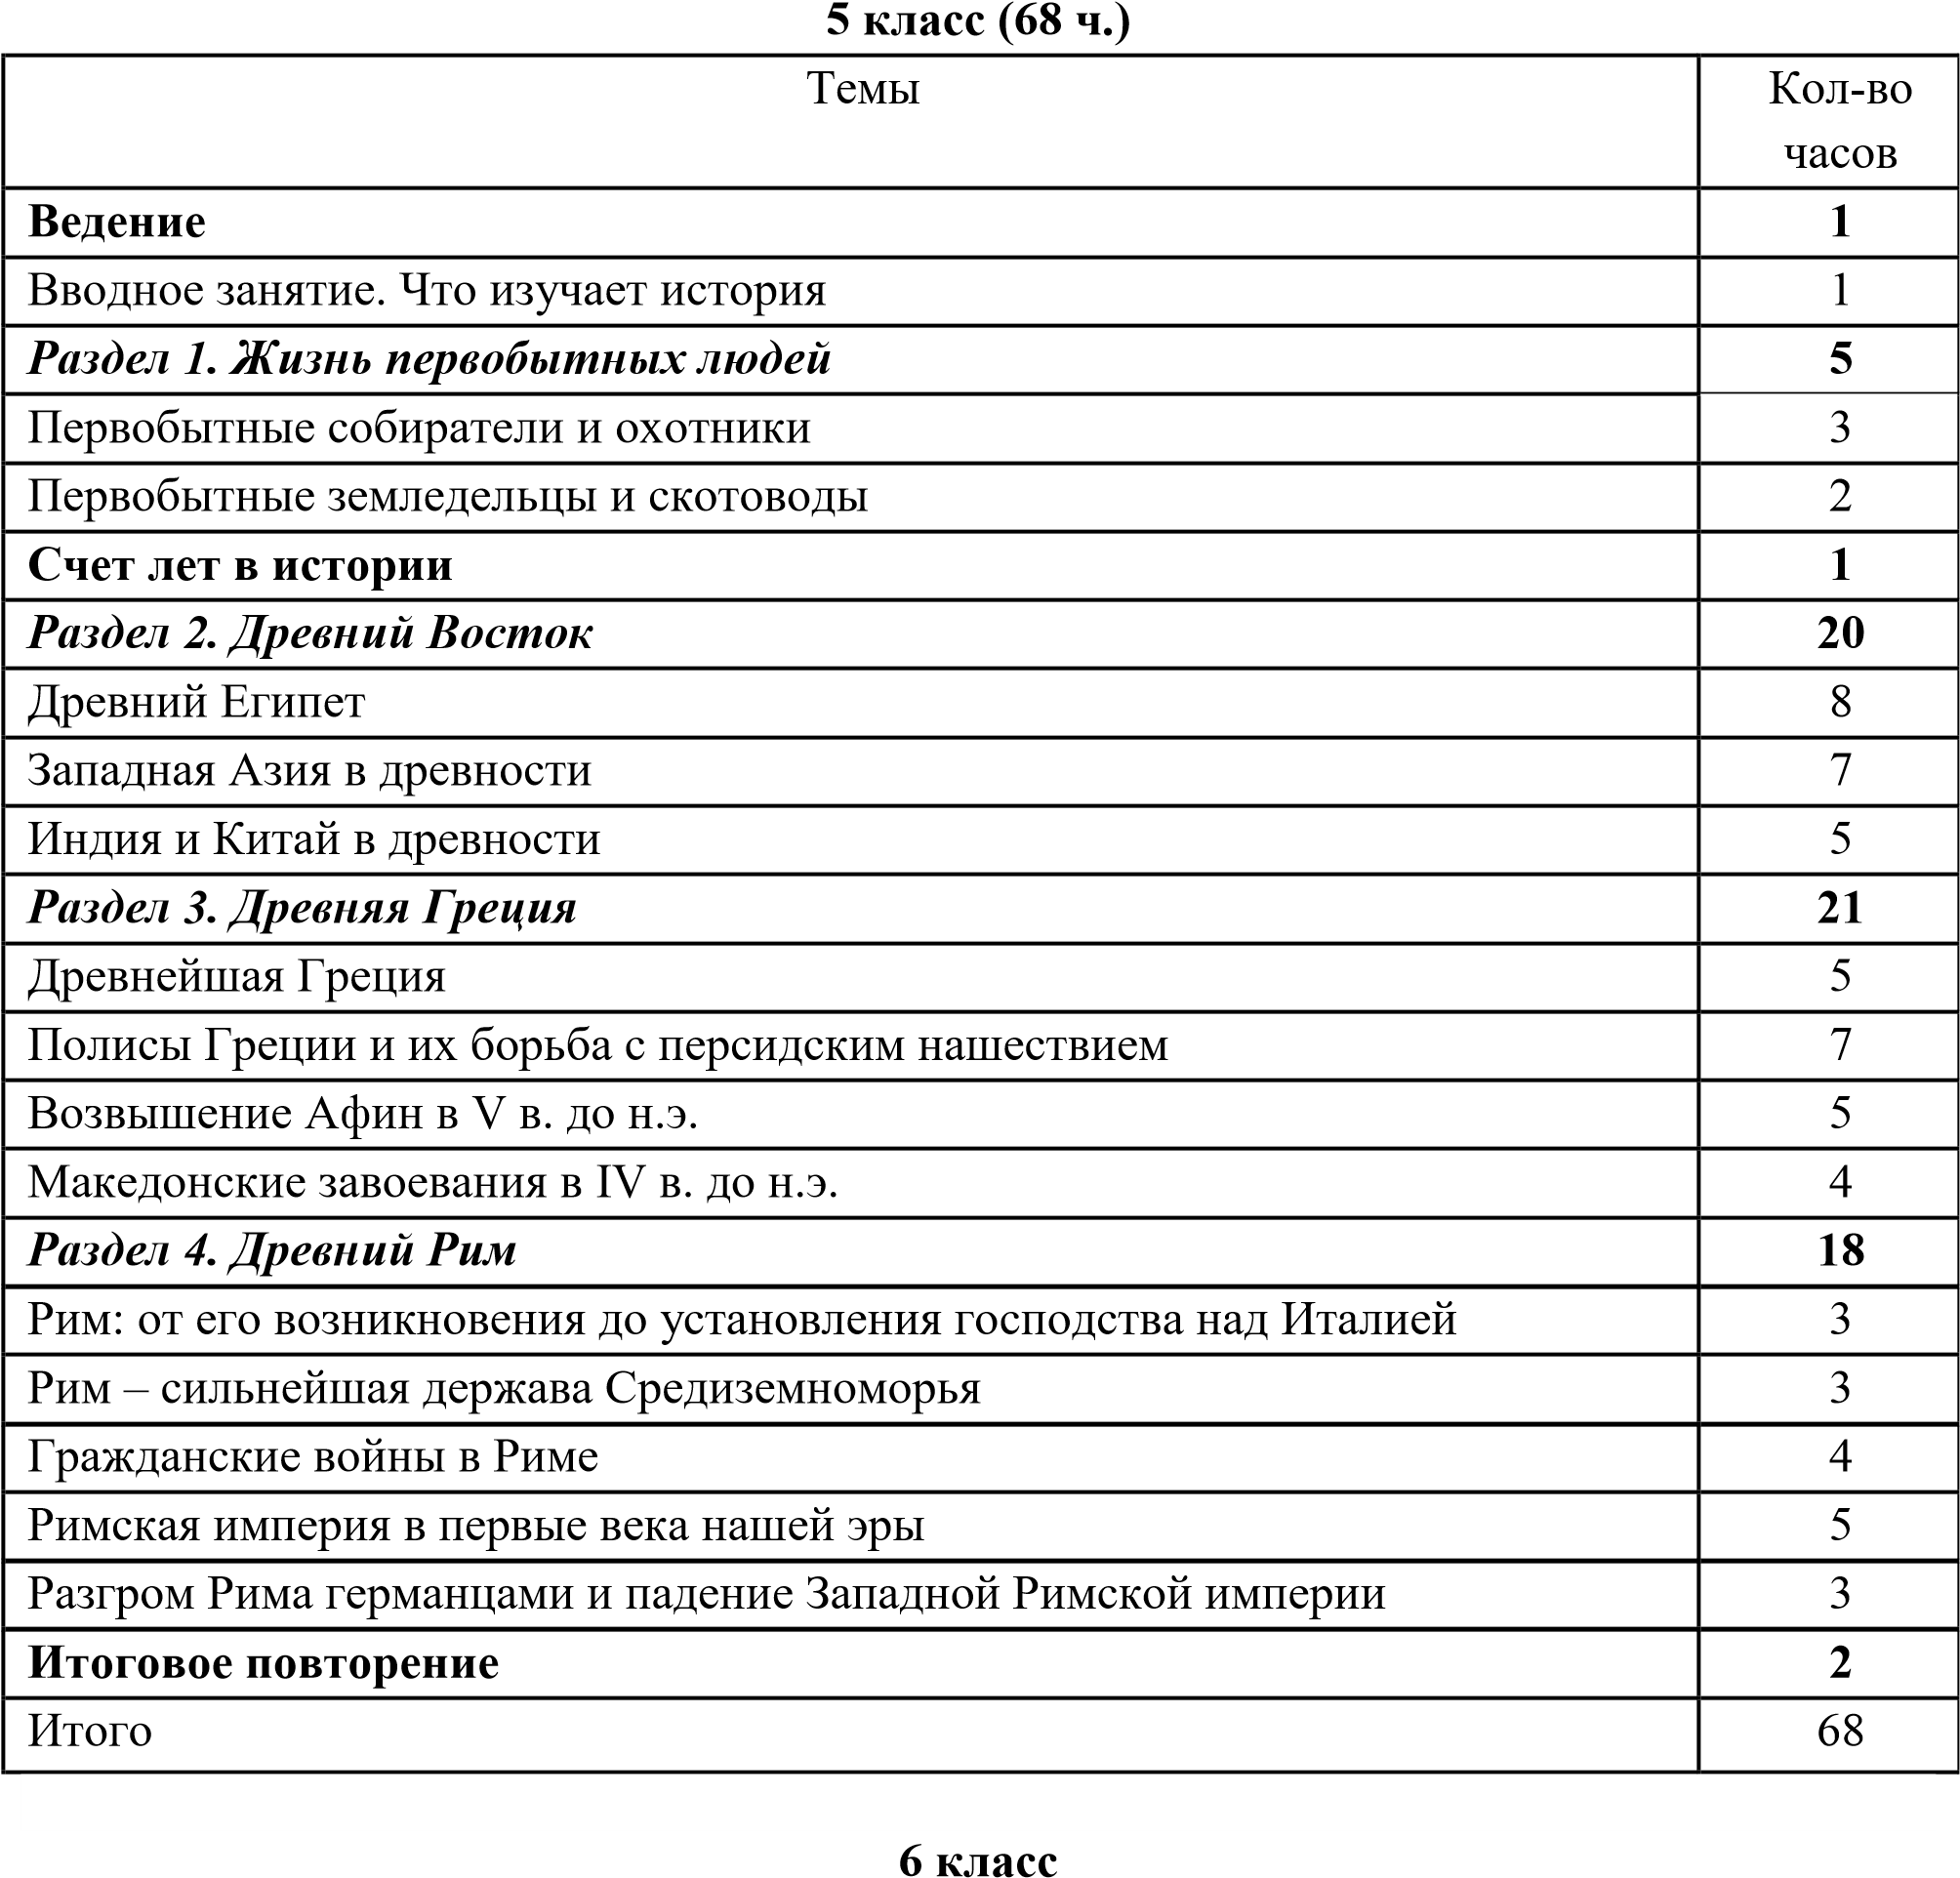 5 класс (68 ч.)
Темы
Кол-во
часов
Ведение 1
Вводное занятие. Что изучает история 1
Раздел 1. Жизнь первобытных людей 5
Первобытные собиратели и охотники 3
Первобытные земледельцы и скотоводы 2
Счет лет в истории 1
Раздел 2. Древний Восток 20
Древний Египет 8
Западная Азия в древности 7
Индия и Китай в древности 5
Раздел 3. Древняя Греция 21
Древнейшая Греция 5
Полисы Греции и их борьба с персидским нашествием 7
Возвышение Афин в V в. до н.э. 5
Македонские завоевания в IV в. до н.э. 4
Раздел 4. Древний Рим 18
Рим: от его возникновения до установления господства над Италией 3
Рим – сильнейшая держава Средиземноморья 3
Гражданские войны в Риме 4
Римская империя в первые века нашей эры 5
Разгром Рима германцами и падение Западной Римской империи 3
Итоговое повторение 2
Итого 68
6 класс